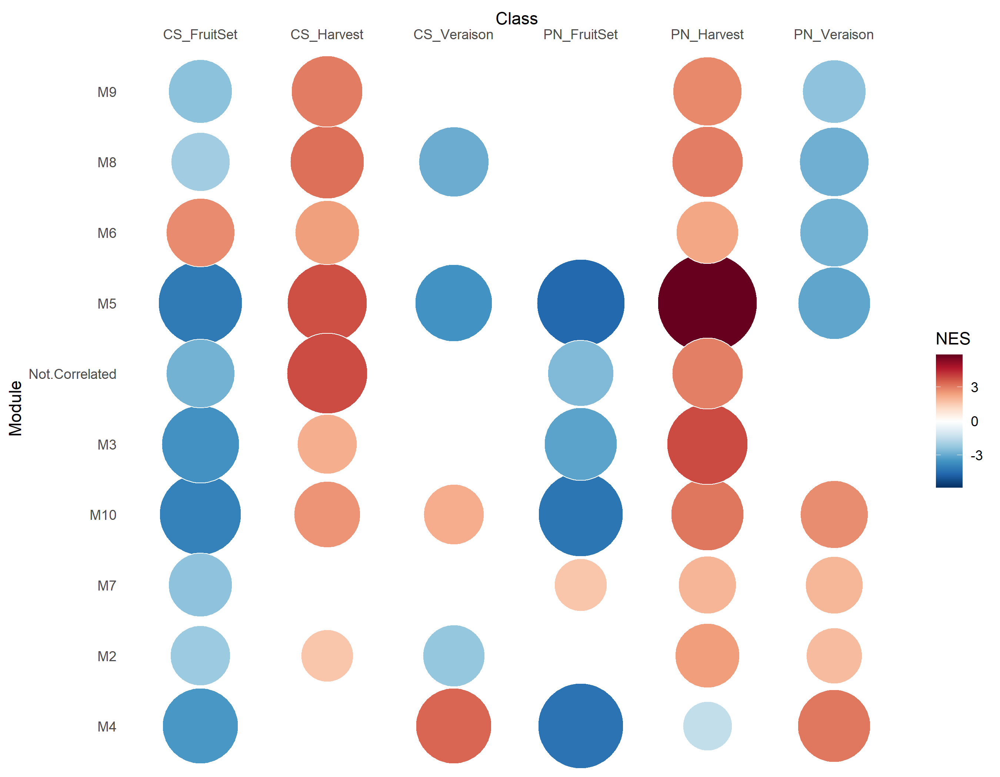 Class
CS_FruitSet CS_Harvest CS_Veraison PN_FruitSet PN_Harvest PN_Veraison
M9
M8
M6
M5
Not.Correlated
M3
M10
M7
M2
M4
Module
NES
3
0
-3